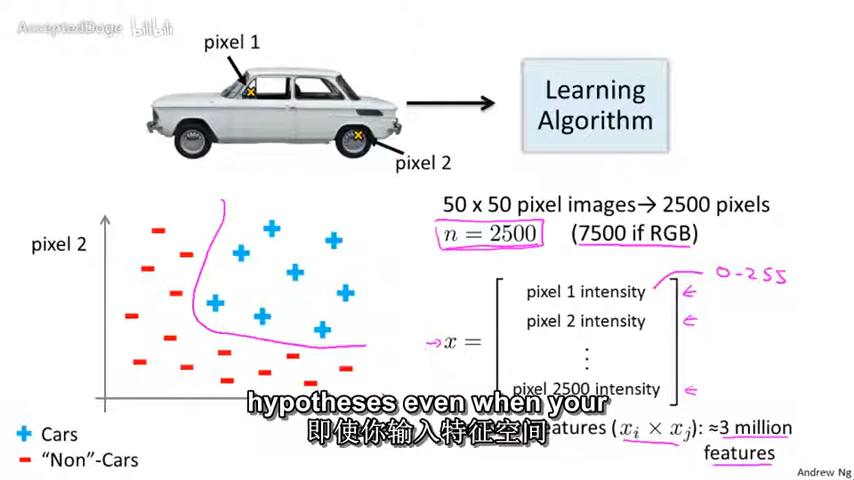 AcceptedDoge bilibili
pixel 1
Learning
Algorithm
pixel 2
50 x 50 pixel images→ 2500 pixels
n = 2500 (7500 if RGB)
pixel 2
0-255
pixel 1 intensity
pixel 2 intensity
x =
⋮
pixel 2500 intensity
hypotheses even when your
即使你输入特征空间
features (xᵢ × xⱼ): ≈3 million
features
+ Cars
- “Non”-Cars
Andrew Ng